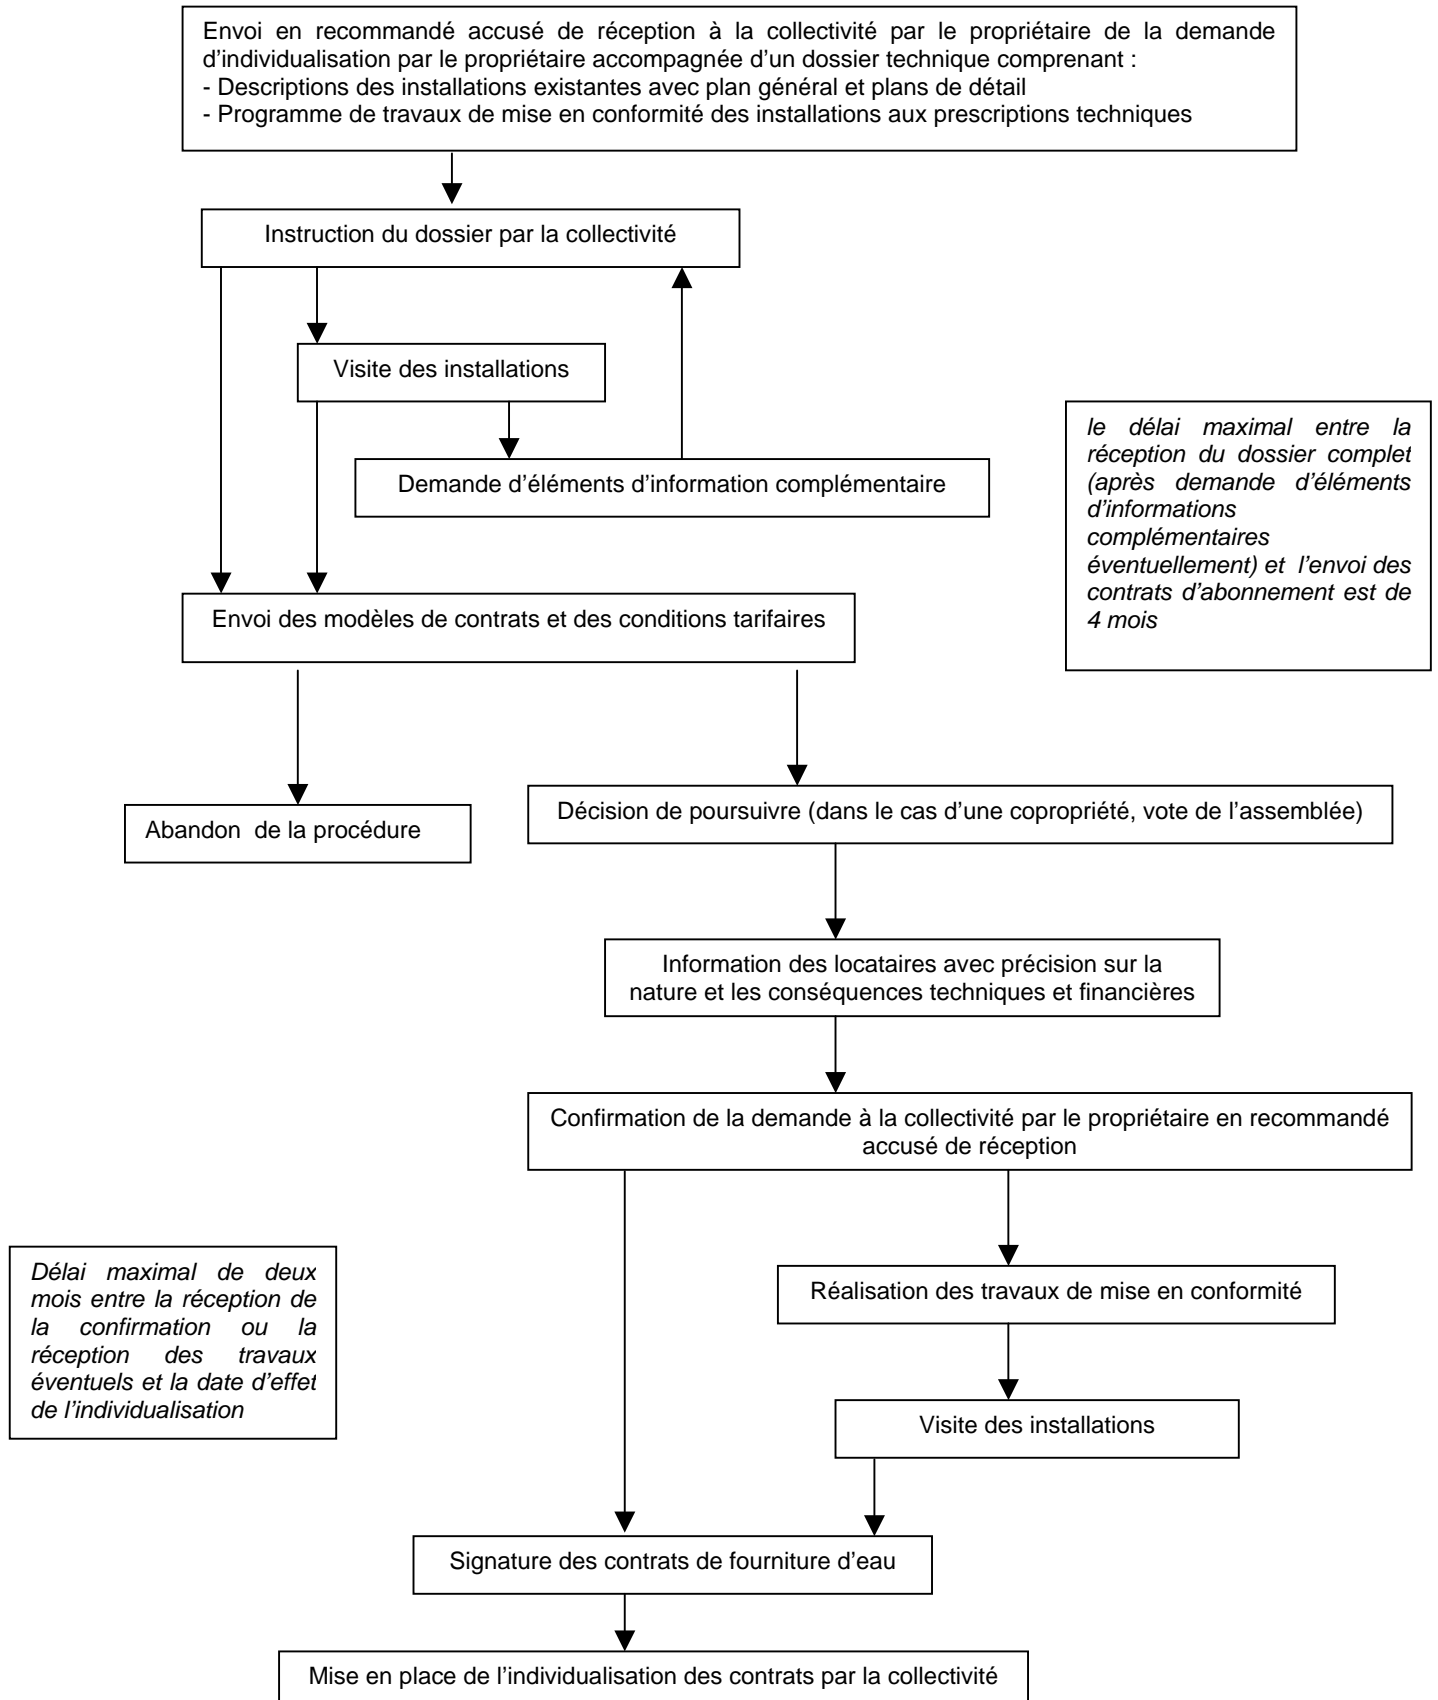 Envoi en recommandé accusé de réception à la collectivité par le propriétaire de la demande
d'individualisation par le propriétaire accompagnée d'un dossier technique comprenant :
- Descriptions des installations existantes avec plan général et plans de détail
- Programme de travaux de mise en conformité des installations aux prescriptions techniques
Instruction du dossier par la collectivité
Visite des installations
Demande d'éléments d'information complémentaire
le délai maximal entre la
réception du dossier complet
(après demande d'éléments
d'informations
complémentaires
éventuellement) et l'envoi des
contrats d'abonnement est de
4 mois
Envoi des modèles de contrats et des conditions tarifaires
Abandon de la procédure
Décision de poursuivre (dans le cas d'une copropriété, vote de l'assemblée)
Information des locataires avec précision sur la
nature et les conséquences techniques et financières
Confirmation de la demande à la collectivité par le propriétaire en recommandé
accusé de réception
Délai maximal de deux
mois entre la réception de
la confirmation ou la
réception des travaux
éventuels et la date d'effet
de l'individualisation
Réalisation des travaux de mise en conformité
Visite des installations
Signature des contrats de fourniture d'eau
Mise en place de l'individualisation des contrats par la collectivité